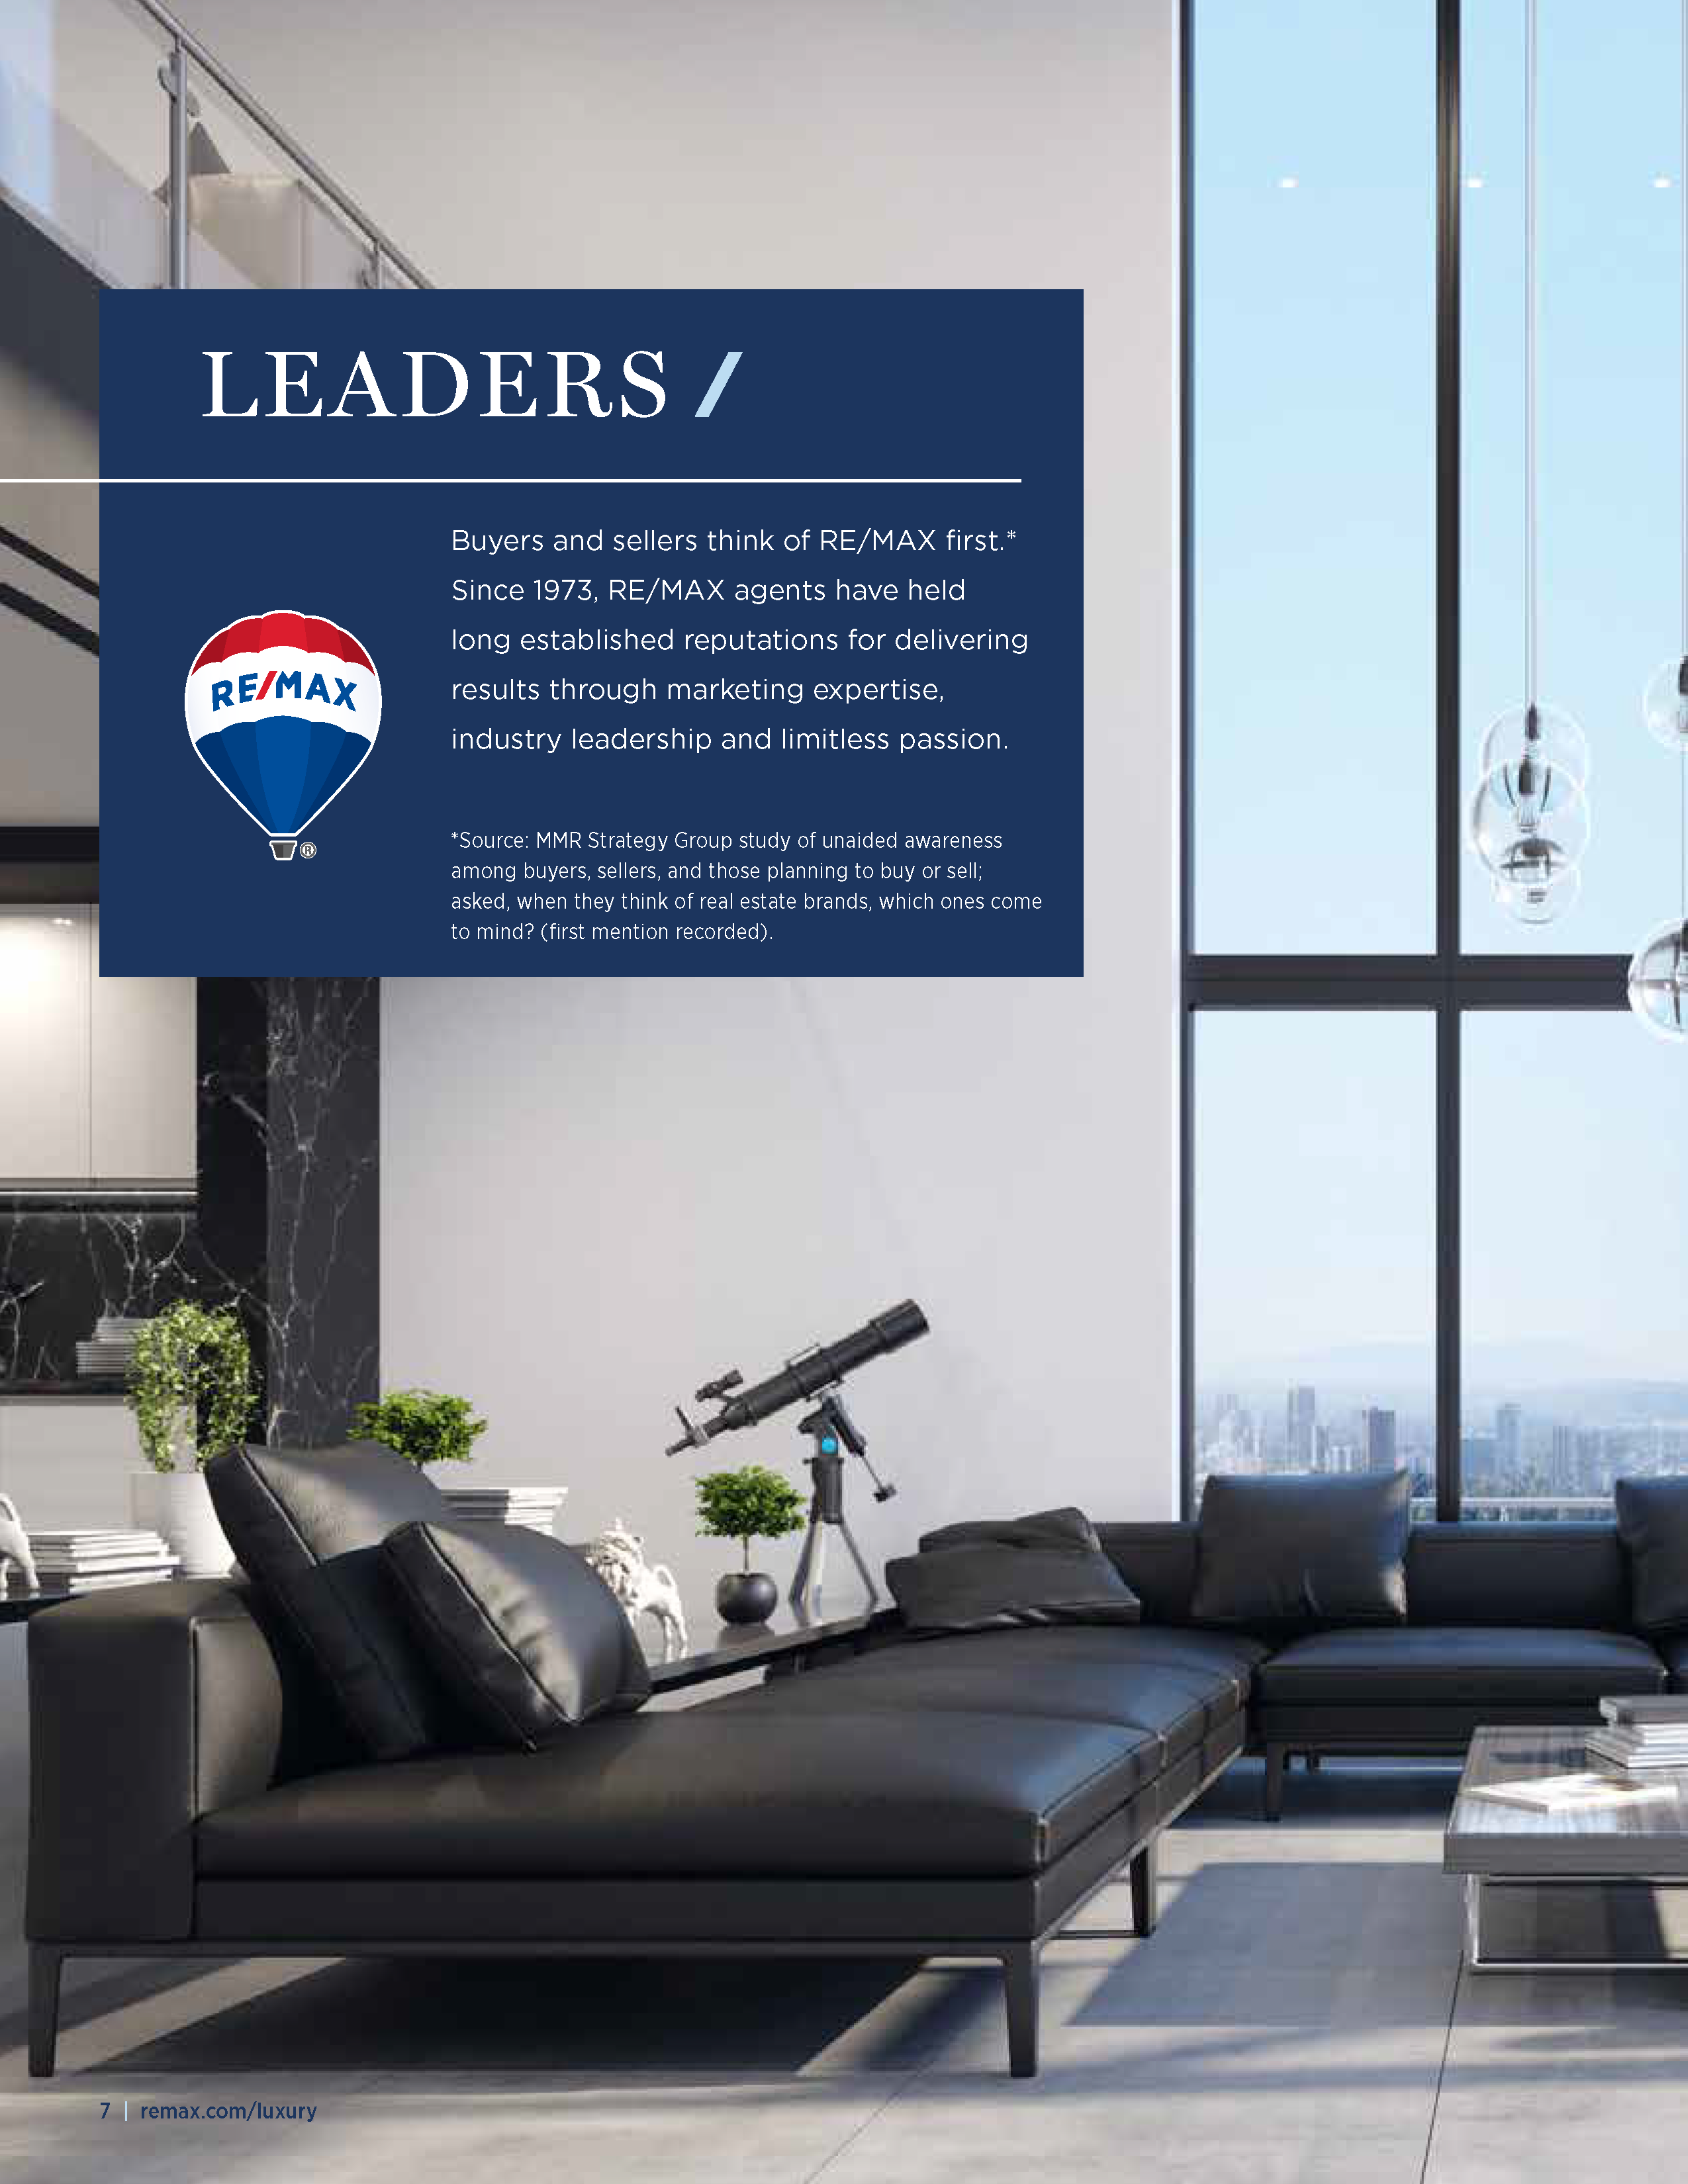 LEADERS /
Buyers and sellers think of RE/MAX first.*
Since 1973, RE/MAX agents have held
long established reputations for delivering
results through marketing expertise,
industry leadership and limitless passion.
RE/MAX
®
*Source: MMR Strategy Group study of unaided awareness
among buyers, sellers, and those planning to buy or sell;
asked, when they think of real estate brands, which ones come
to mind? (first mention recorded).
7 | remax.com/luxury